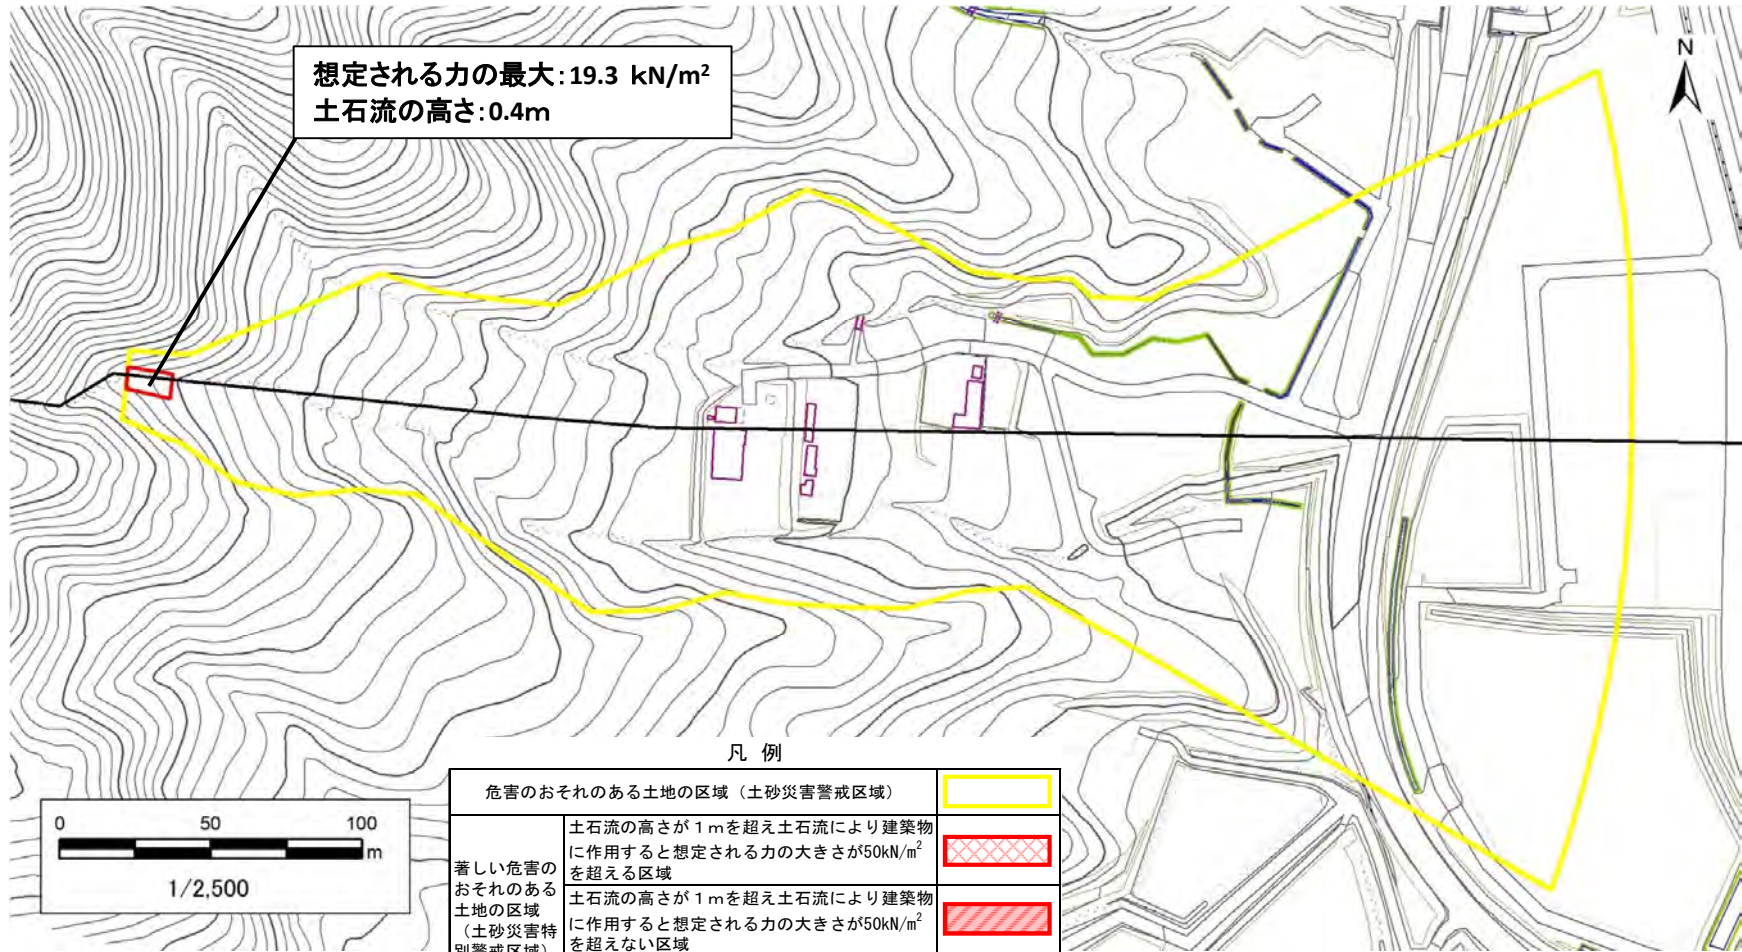 想定される力の最大:19.3 kN/m²
土石流の高さ:0.4m
N
凡 例
危害のおそれのある土地の区域（土砂災害警戒区域）
著しい危害の
おそれのある
土地の区域
（土砂災害特
別警戒区域）
土石流の高さが１ｍを超え土石流により建築物
に作用すると想定される力の大きさが50kN/m²
を超える区域
土石流の高さが１ｍを超え土石流により建築物
に作用すると想定される力の大きさが50kN/m²
を超えない区域
0 50 100
m
1/2,500